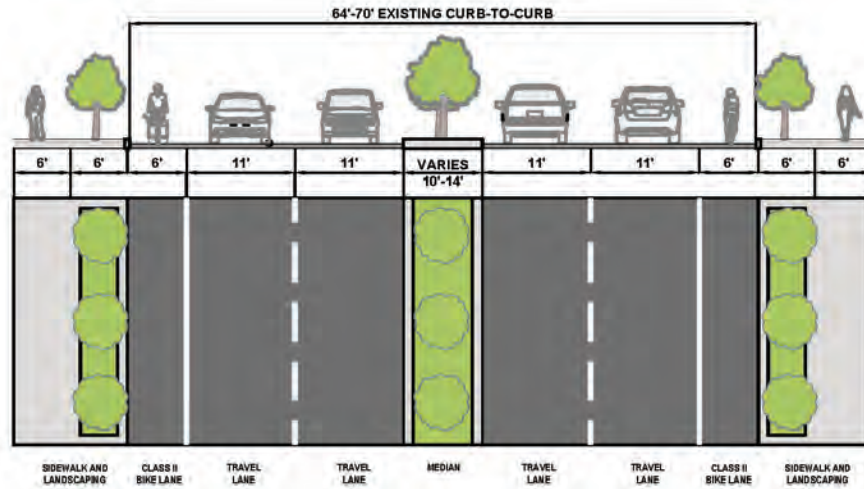 64'-70' EXISTING CURB-TO-CURB
6' 6' 6' 11' 11' VARIES 11' 11' 6' 6' 6'
10'-14'
SIDEWALK AND CLASS II TRAVEL TRAVEL MEDIAN TRAVEL TRAVEL CLASS II SIDEWALK AND
LANDSCAPING BIKE LANE LANE LANE LANE LANE BIKE LANE LANDSCAPING